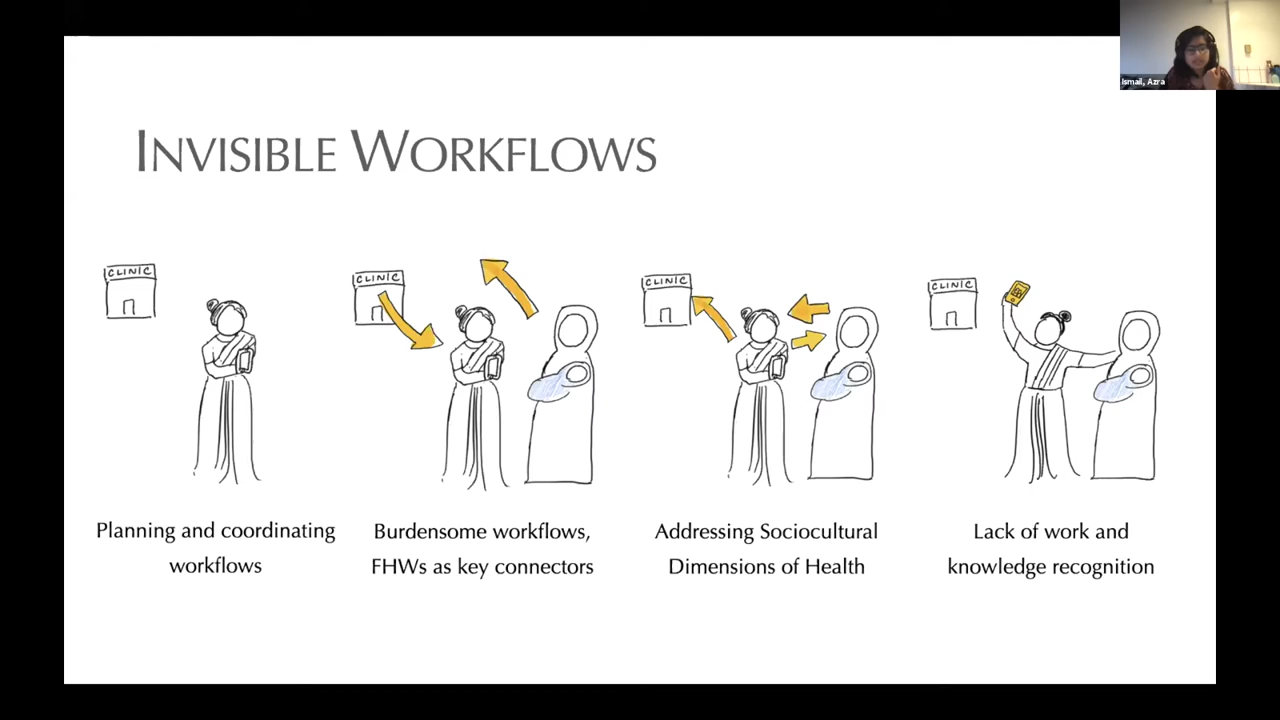 Ismail, Azra
INVISIBLE WORKFLOWS
CLINIC
CLINIC
CLINIC
CLINIC
Planning and coordinating
workflows
Burdensome workflows,
FHWs as key connectors
Addressing Sociocultural
Dimensions of Health
Lack of work and
knowledge recognition